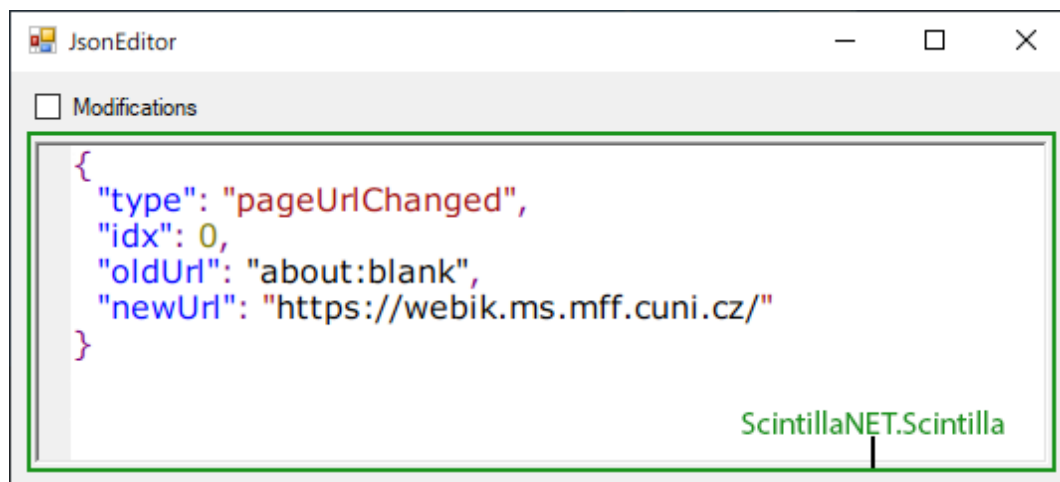 JsonEditor
Modifications
{
"type": "pageUrlChanged",
"idx": 0,
"oldUrl": "about:blank",
"newUrl": "https://webik.ms.mff.cuni.cz/"
}
ScintillaNET.Scintilla